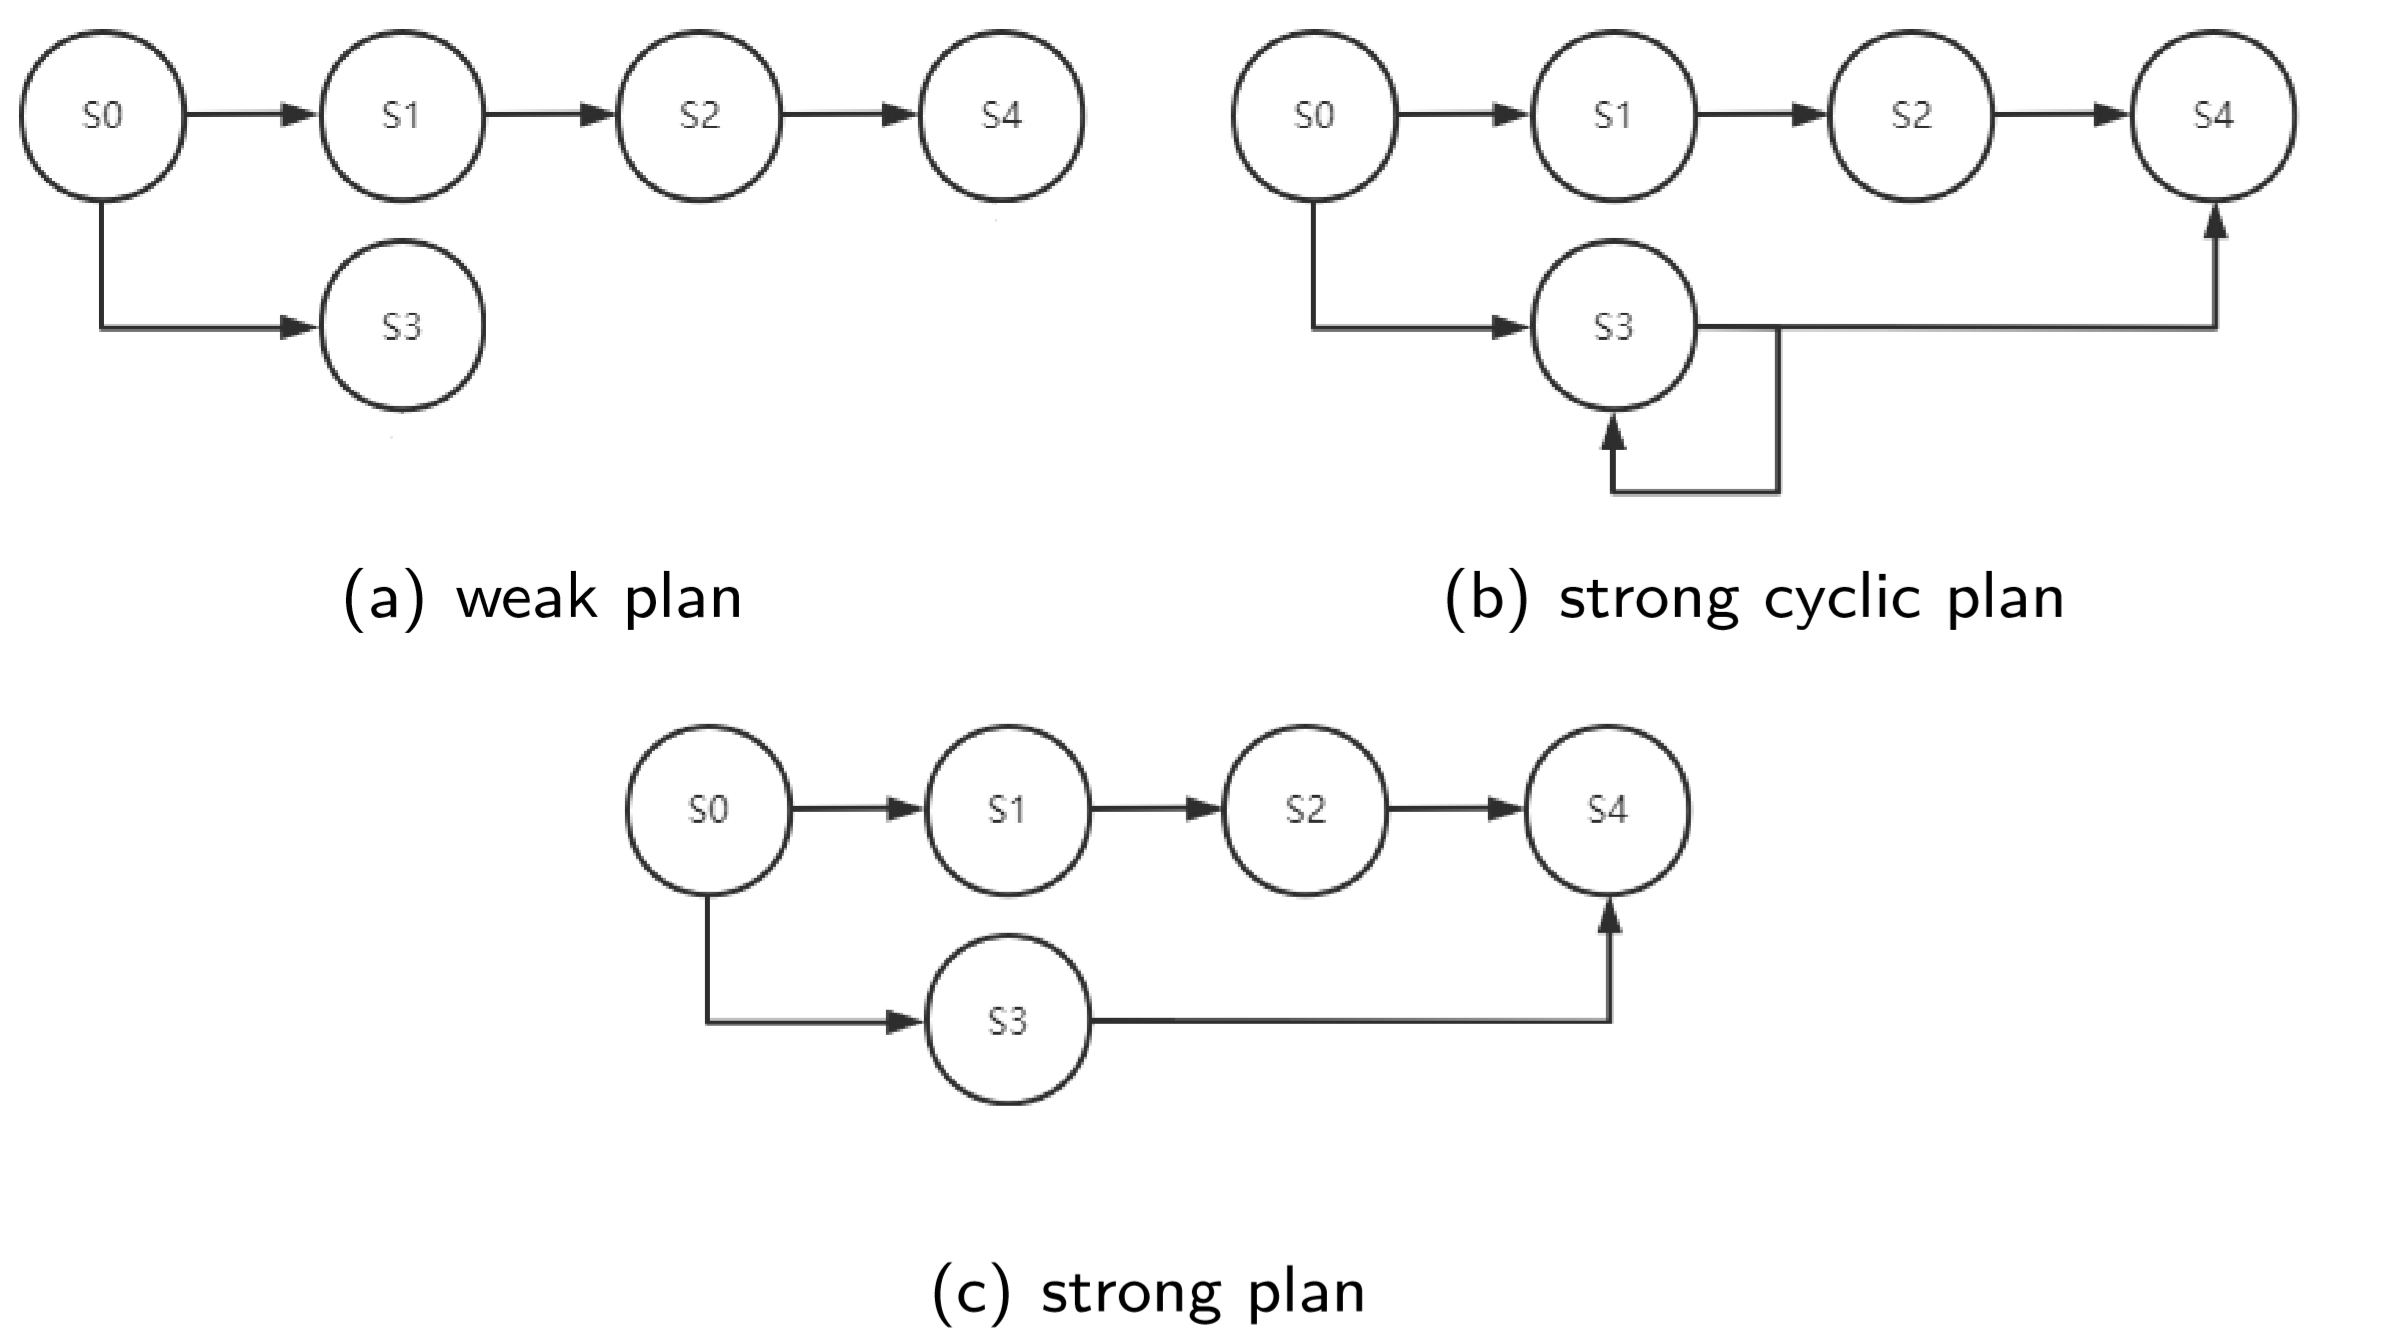 S0 S1 S2 S4
S3
(a) weak plan
S0 S1 S2 S4
S3
(b) strong cyclic plan
S0 S1 S2 S4
S3
(c) strong plan